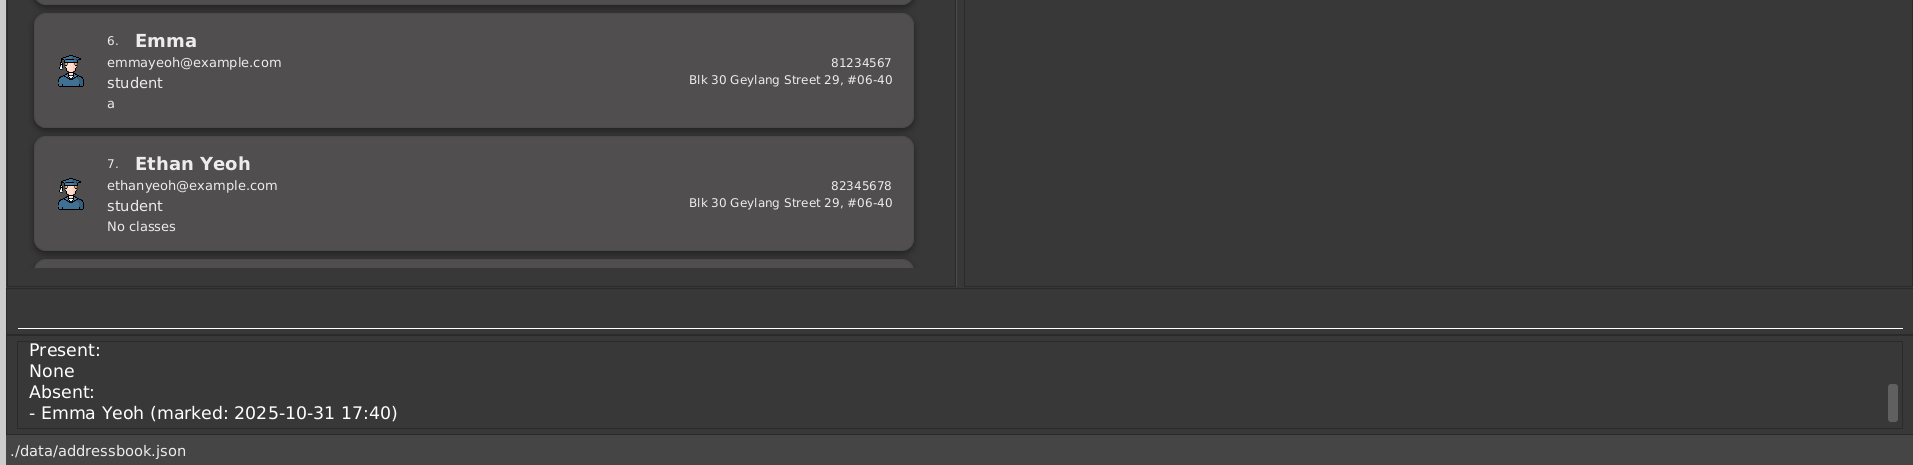 6. Emma
emmayeoh@example.com 81234567
student Blk 30 Geylang Street 29, #06-40
a
7. Ethan Yeoh
ethanyeoh@example.com 82345678
student Blk 30 Geylang Street 29, #06-40
No classes
Present:
None
Absent:
- Emma Yeoh (marked: 2025-10-31 17:40)
./data/addressbook.json